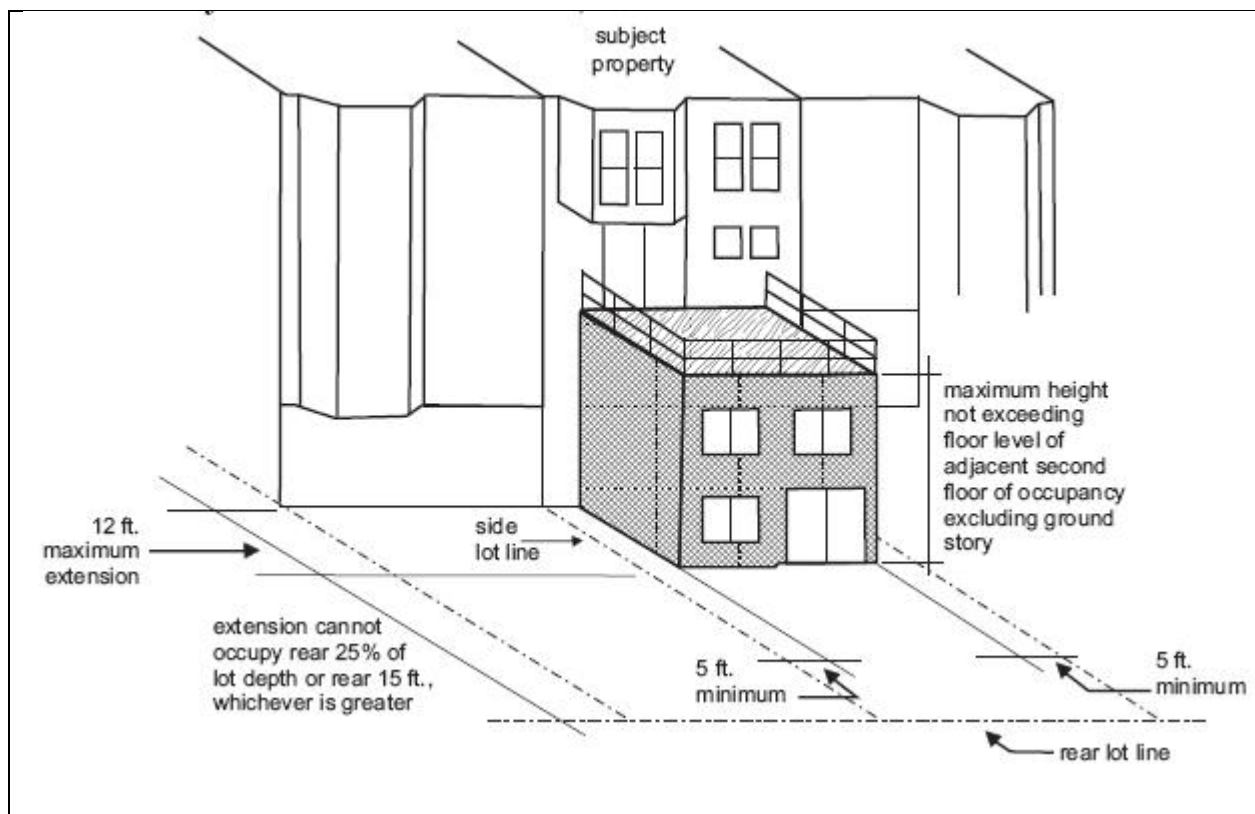 subject
property
maximum height
not exceeding
floor level of
adjacent second
floor of occupancy
excluding ground
story
12 ft.
maximum
extension
side
lot line
extension cannot
occupy rear 25% of
lot depth or rear 15 ft.,
whichever is greater
5 ft.
minimum
5 ft.
minimum
rear lot line